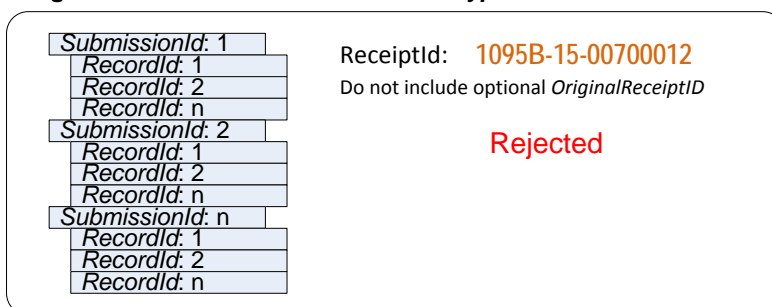 SubmissionId: 1
RecordId: 1
RecordId: 2
RecordId: n
SubmissionId: 2
RecordId: 1
RecordId: 2
RecordId: n
SubmissionId: n
RecordId: 1
RecordId: 2
RecordId: n
ReceiptId: 1095B-15-00700012
Do not include optional OriginalReceiptID
Rejected